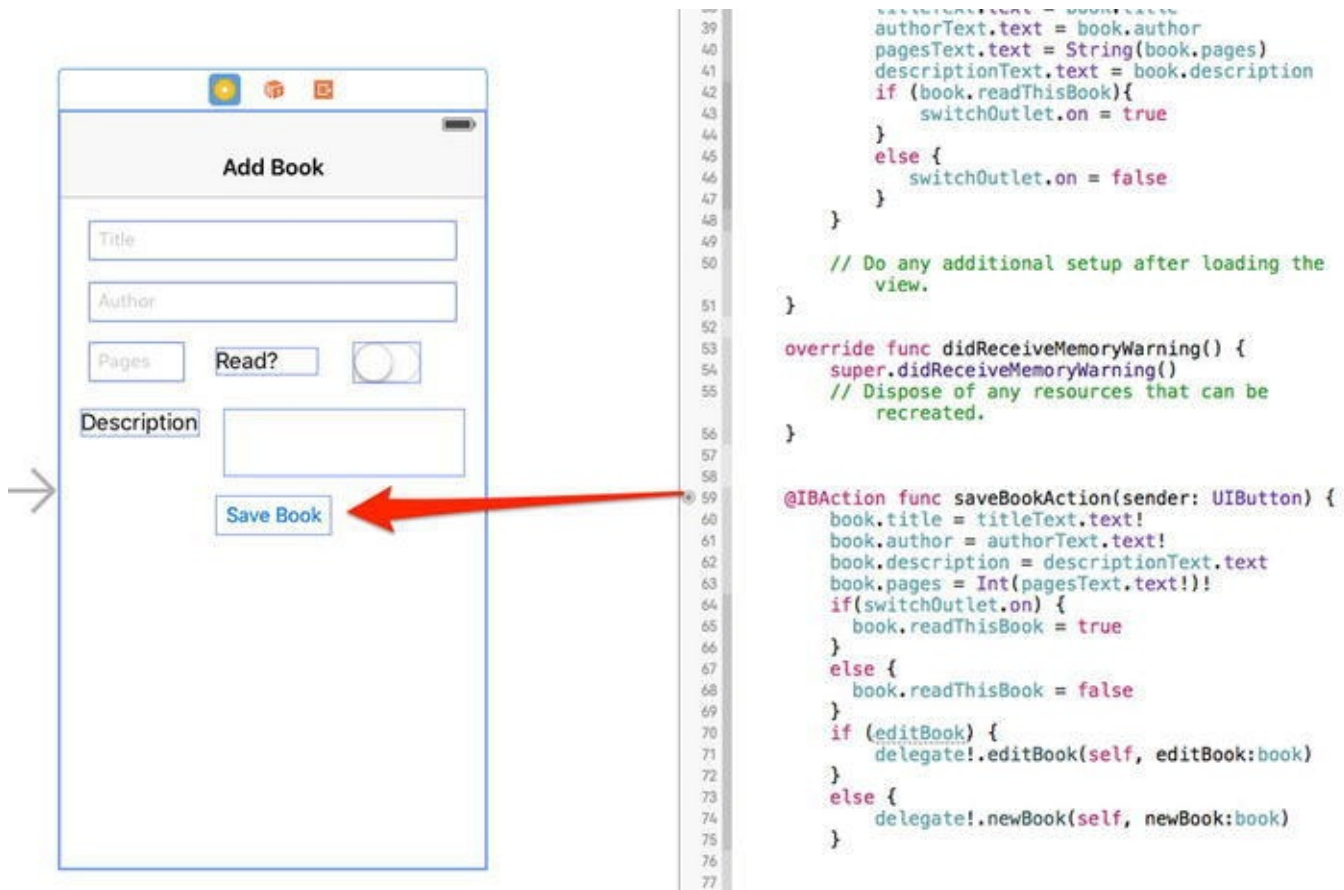 Add Book
Title
Author
Pages
Read?
Description
Save Book
38 titleText.text = book.title
39 authorText.text = book.author
40 pagesText.text = String(book.pages)
41 descriptionText.text = book.description
42 if (book.readThisBook){
43 switchOutlet.on = true
44 }
45 else {
46 switchOutlet.on = false
47 }
48 }
49
50 // Do any additional setup after loading the
view.
51 }
52
53 override func didReceiveMemoryWarning() {
54 super.didReceiveMemoryWarning()
55 // Dispose of any resources that can be
recreated.
56 }
57
58
59 @IBAction func saveBookAction(sender: UIButton) {
60 book.title = titleText.text!
61 book.author = authorText.text!
62 book.description = descriptionText.text
63 book.pages = Int(pagesText.text!)!
64 if(switchOutlet.on) {
65 book.readThisBook = true
66 }
67 else {
68 book.readThisBook = false
69 }
70 if (editBook) {
71 delegate!.editBook(self, editBook:book)
72 }
73 else {
74 delegate!.newBook(self, newBook:book)
75 }
76
77